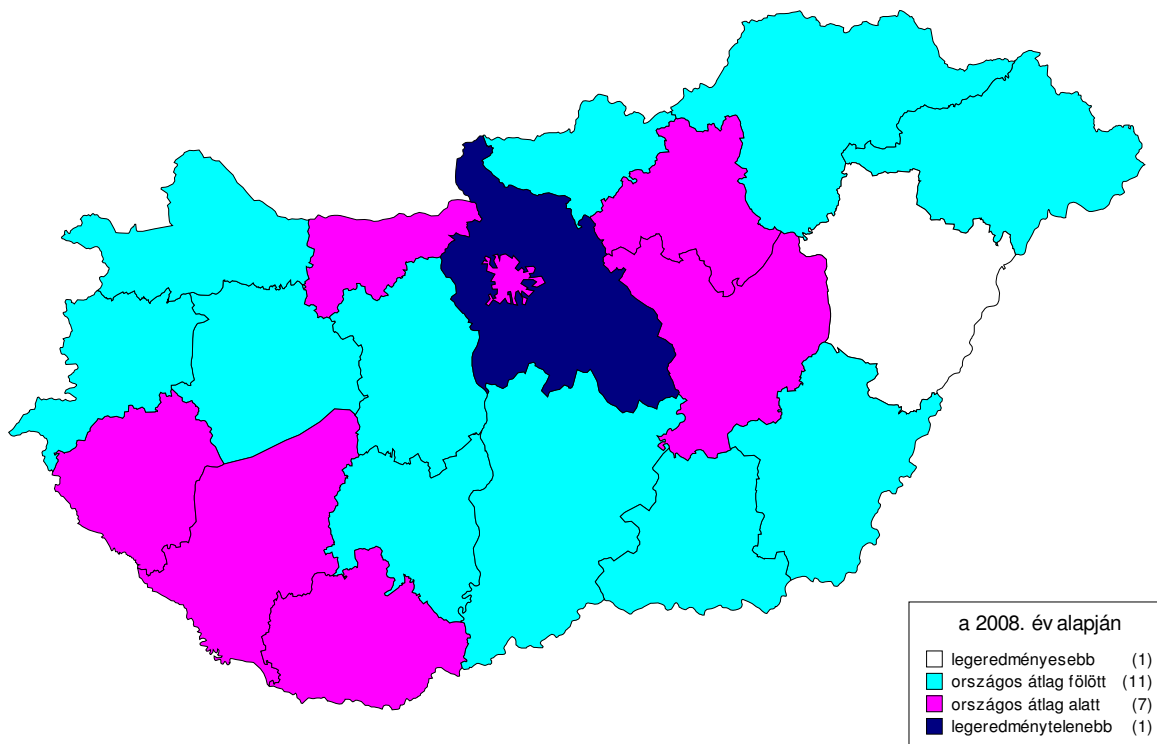 a 2008. év alapján
legeredményesebb (1)
országos átlag fölött (11)
országos átlag alatt (7)
legeredménytelenebb (1)